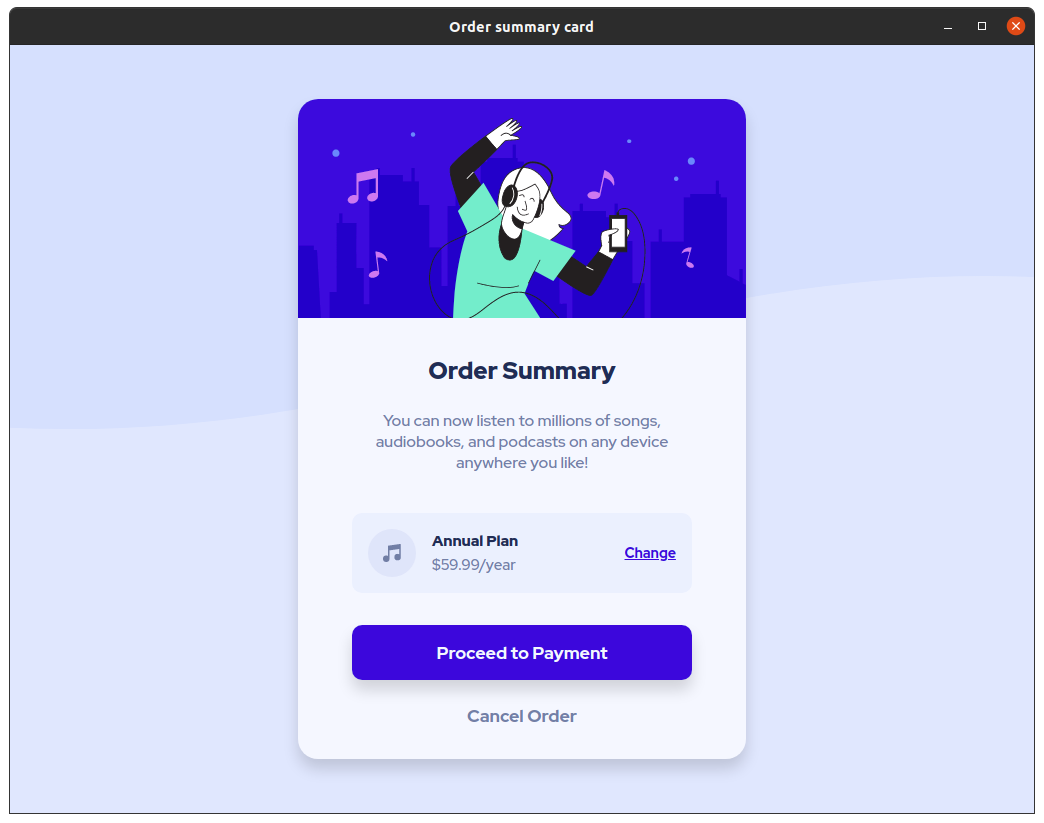 Order summary card
Order Summary
You can now listen to millions of songs,
audiobooks, and podcasts on any device
anywhere you like!
Annual Plan
$59.99/year
Change
Proceed to Payment
Cancel Order